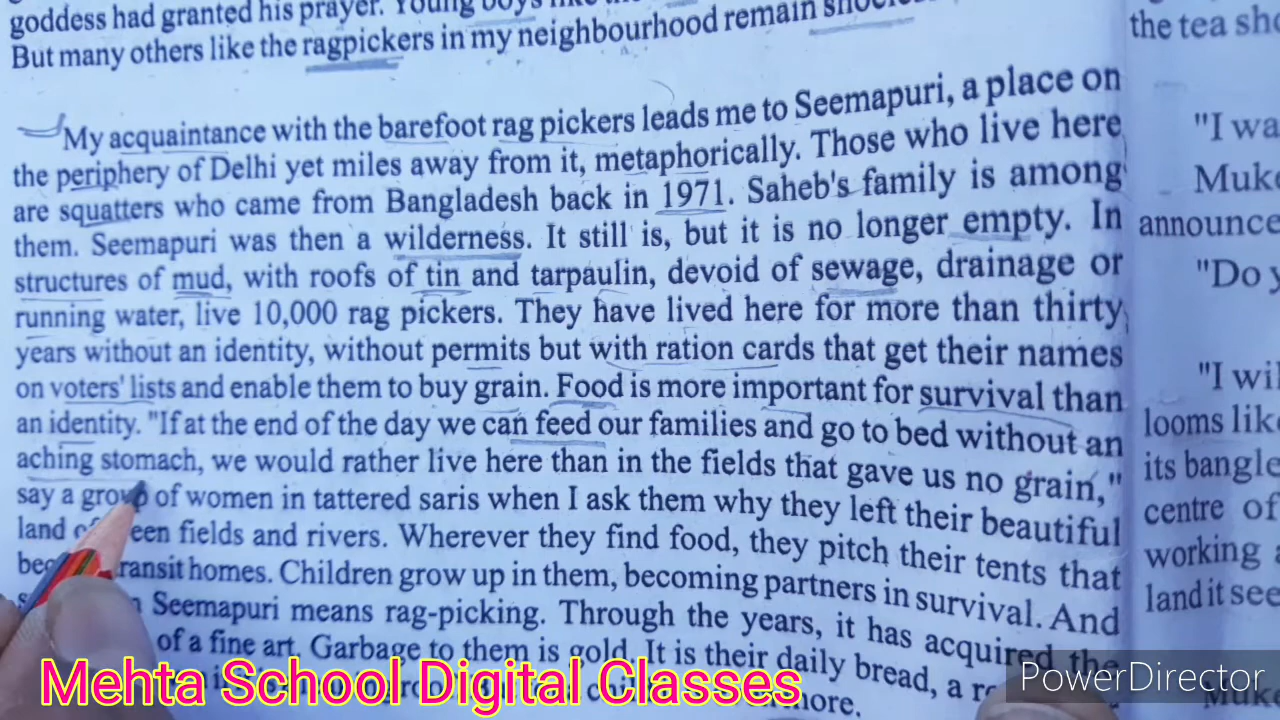 goddess had granted his prayer. Young boys like
But many others like the ragpickers in my neighbourhood remain
My acquaintance with the barefoot rag pickers leads me to Seemapuri, a place on
the periphery of Delhi yet miles away from it, metaphorically. Those who live here
are squatters who came from Bangladesh back in 1971. Saheb's family is among
them. Seemapuri was then a wilderness. It still is, but it is no longer empty. In
structures of mud, with roofs of tin and tarpaulin, devoid of sewage, drainage or
running water, live 10,000 rag pickers. They have lived here for more than thirty
years without an identity, without permits but with ration cards that get their names
on voters' lists and enable them to buy grain. Food is more important for survival than
an identity. "If at the end of the day we can feed our families and go to bed without an
aching stomach, we would rather live here than in the fields that gave us no grain,"
say a group of women in tattered saris when I ask them why they left their beautiful
land of fields and rivers. Wherever they find food, they pitch their tents that
transit homes. Children grow up in them, becoming partners in survival. And
Seemapuri means rag-picking. Through the years, it has acquired the
of a fine art. Garbage to them is gold. It is their daily bread, a
more.
the tea
"I
announce
"Do
"I
looms
its bangle
centre of
working
land it see
Mehta School Digital Classes
PowerDirector